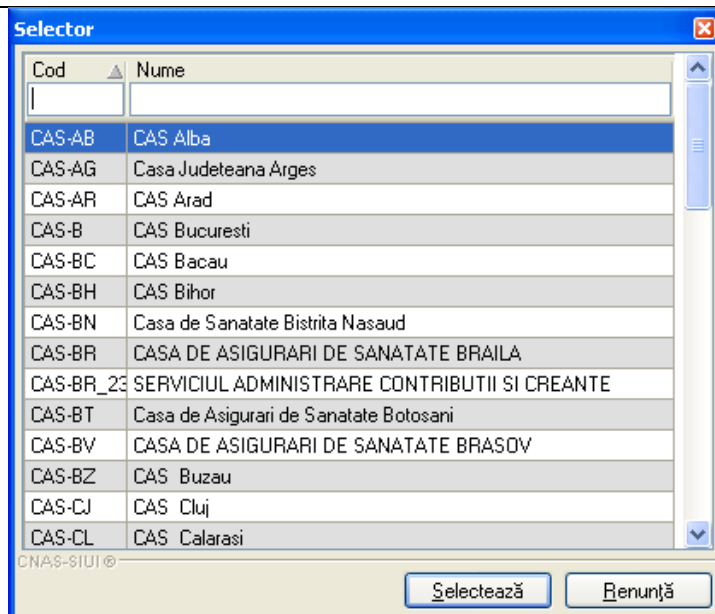 Selector
Cod Nume
CAS-AB CAS Alba
CAS-AG Casa Judeteana Arges
CAS-AR CAS Arad
CAS-B CAS Bucuresti
CAS-BC CAS Bacau
CAS-BH CAS Bihor
CAS-BN Casa de Sanatate Bistrita Nasaud
CAS-BR CASA DE ASIGURARI DE SANATATE BRAILA
CAS-BR_23 SERVICIUL ADMINISTRARE CONTRIBUTII SI CREANTE
CAS-BT Casa de Asigurari de Sanatate Botosani
CAS-BV CASA DE ASIGURARI DE SANATATE BRASOV
CAS-BZ CAS  Buzau
CAS-CJ CAS  Cluj
CAS-CL CAS  Calarasi
CNAS-SIUI®
Selectează Renunţă